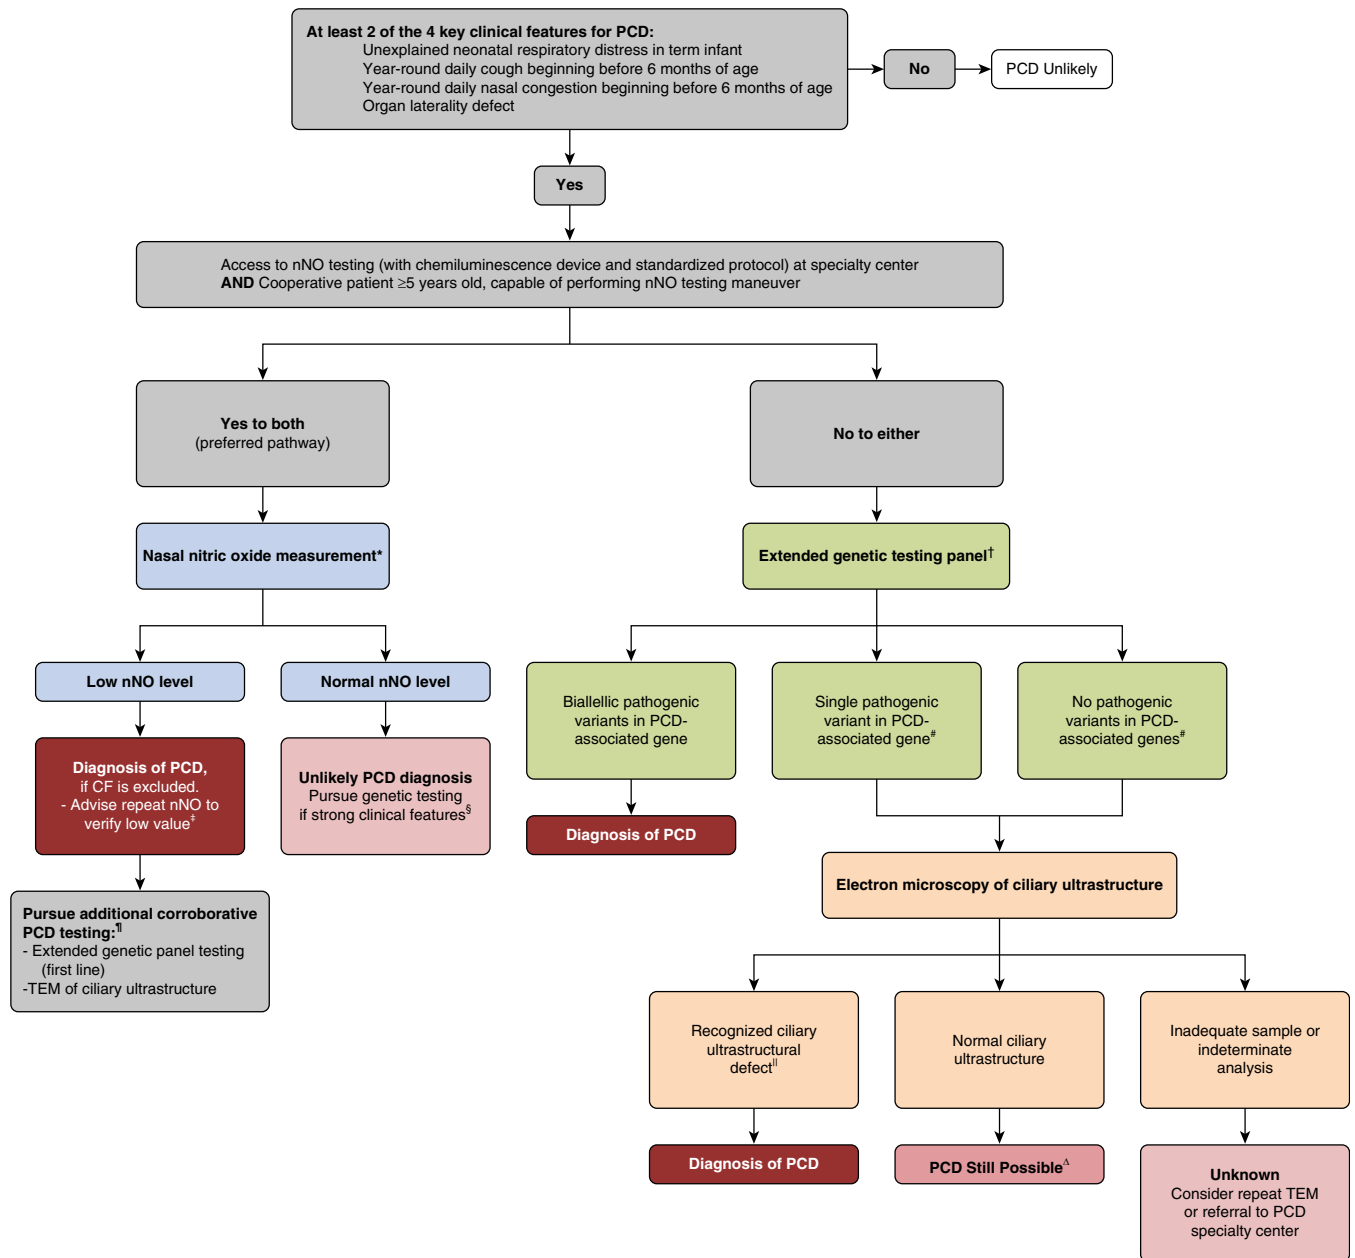 At least 2 of the 4 key clinical features for PCD:
Unexplained neonatal respiratory distress in term infant
Year-round daily cough beginning before 6 months of age
Year-round daily nasal congestion beginning before 6 months of age
Organ laterality defect
No
PCD Unlikely
Yes
Access to nNO testing (with chemiluminescence device and standardized protocol) at specialty center
AND Cooperative patient ≥5 years old, capable of performing nNO testing maneuver
Yes to both
(preferred pathway)
No to either
Nasal nitric oxide measurement*
Extended genetic testing panel†
Low nNO level
Normal nNO level
Biallellic pathogenic
variants in PCD-
associated gene
Single pathogenic
variant in PCD-
associated gene#
No pathogenic
variants in PCD-
associated genes#
Diagnosis of PCD,
if CF is excluded.
- Advise repeat nNO to
verify low value‡
Unlikely PCD diagnosis
Pursue genetic testing
if strong clinical features§
Diagnosis of PCD
Electron microscopy of ciliary ultrastructure
Pursue additional corroborative
PCD testing:¶
- Extended genetic panel testing
(first line)
-TEM of ciliary ultrastructure
Recognized ciliary
ultrastructural
defect||
Normal ciliary
ultrastructure
Inadequate sample or
indeterminate
analysis
Diagnosis of PCD
PCD Still PossibleΔ
Unknown
Consider repeat TEM
or referral to PCD
specialty center